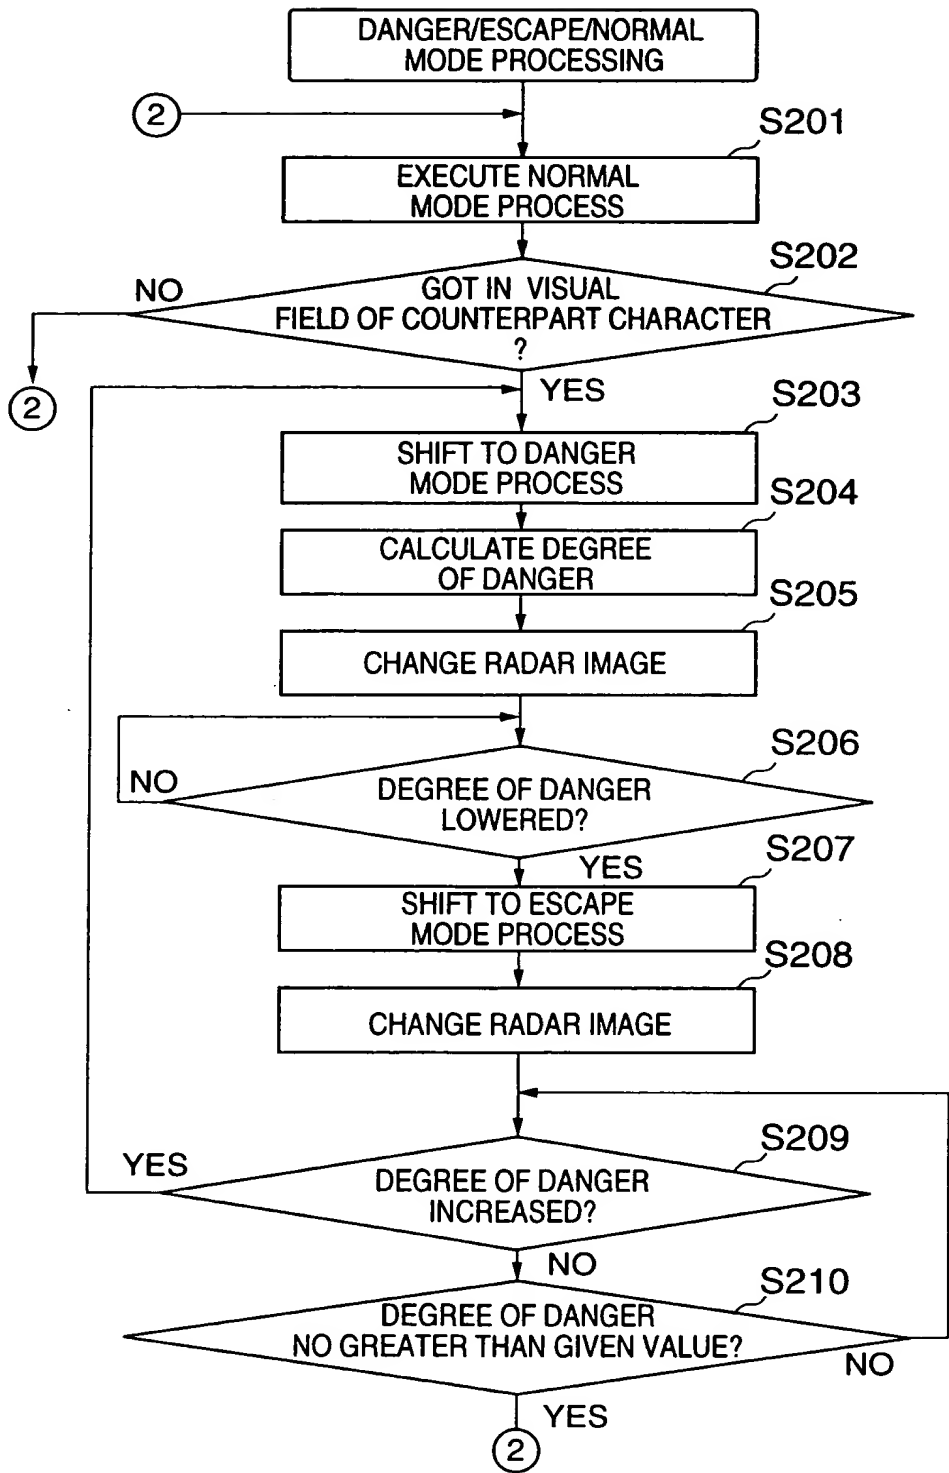 DANGER/ESCAPE/NORMAL
MODE PROCESSING
2
S201
EXECUTE NORMAL
MODE PROCESS
S202
NO
GOT IN VISUAL
FIELD OF COUNTERPART CHARACTER
?
2
YES
S203
SHIFT TO DANGER
MODE PROCESS
S204
CALCULATE DEGREE
OF DANGER
S205
CHANGE RADAR IMAGE
S206
NO
DEGREE OF DANGER
LOWERED?
YES
S207
SHIFT TO ESCAPE
MODE PROCESS
S208
CHANGE RADAR IMAGE
S209
YES
DEGREE OF DANGER
INCREASED?
NO
S210
DEGREE OF DANGER
NO GREATER THAN GIVEN VALUE?
NO
YES
2